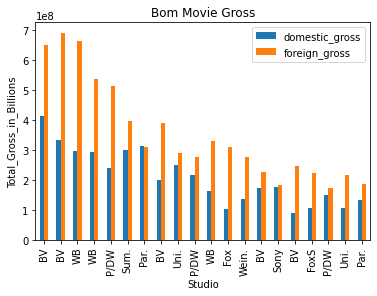 Bom Movie Gross
1e8
domestic_gross
foreign_gross
7
6
5
4
3
2
1
0
Total_Gross_in_Billions
BV
BV
WB
WB
P/DW
Sum.
Par.
BV
Uni.
P/DW
WB
Fox
Wein.
BV
Sony
BV
FoxS
P/DW
Uni.
Par.
Studio